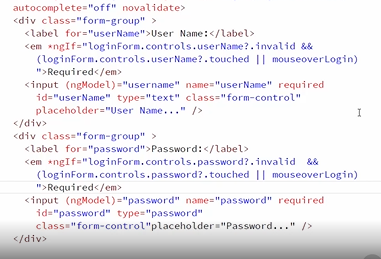 autocomplete="off" novalidate>
<div class="form-group" >
<label for="userName">User Name:</label>
<em *ngIf="loginForm.controls.userName?.invalid &&
(loginForm.controls.userName?.touched || mouseoverLogin)
">Required</em>
<input (ngModel)="username" name="userName" required
id="userName" type="text" class="form-control"
placeholder="User Name..." />
</div>
<div class="form-group" >
<label for="password">Password:</label>
<em *ngIf="loginForm.controls.password?.invalid  &&
(loginForm.controls.password?.touched || mouseoverLogin)
">Required</em>
<input (ngModel)="password" name="password" required
id="password" type="password"
class="form-control"placeholder="Password..." />
</div>